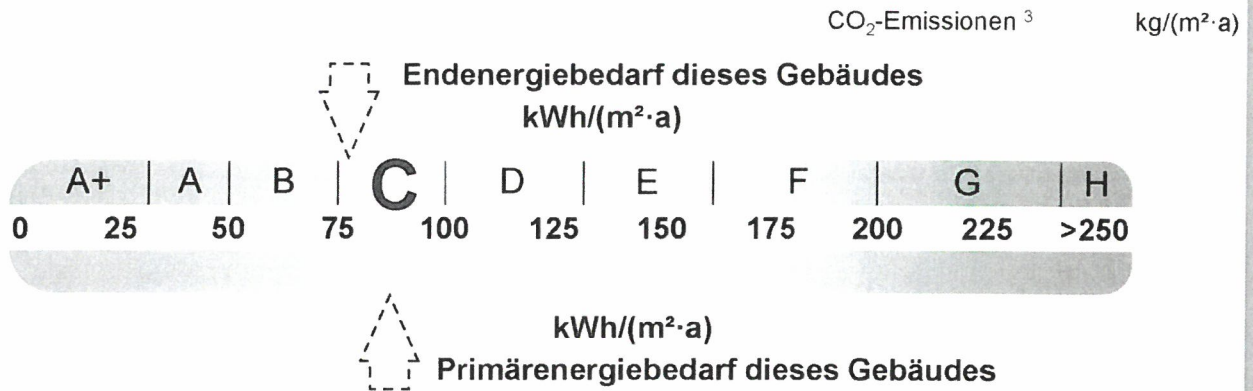 CO₂-Emissionen ³ kg/(m²·a)
Endenergiebedarf dieses Gebäudes
kWh/(m²·a)
A+ A B C D E F G H
0 25 50 75 100 125 150 175 200 225 >250
kWh/(m²·a)
Primärenergiebedarf dieses Gebäudes